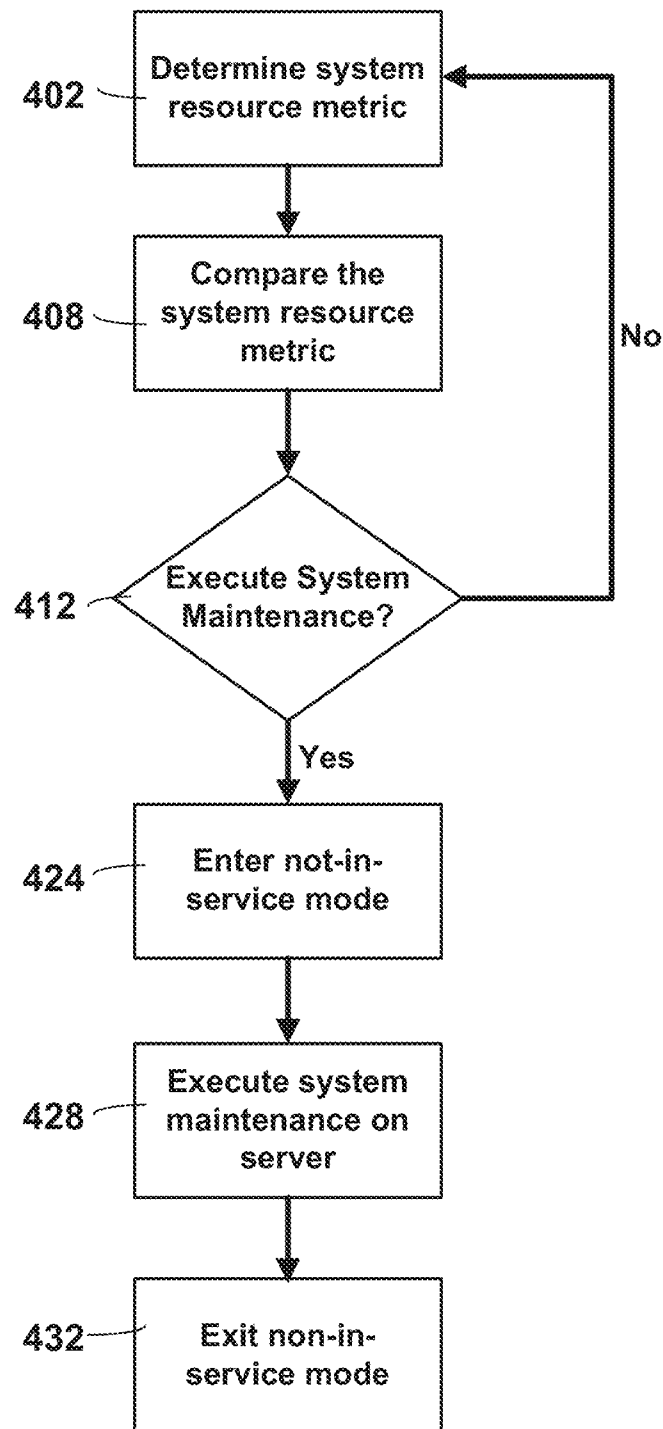 402
Determine system
resource metric
408
Compare the
system resource
metric
No
412
Execute System
Maintenance?
Yes
424
Enter not-in-
service mode
428
Execute system
maintenance on
server
432
Exit non-in-
service mode